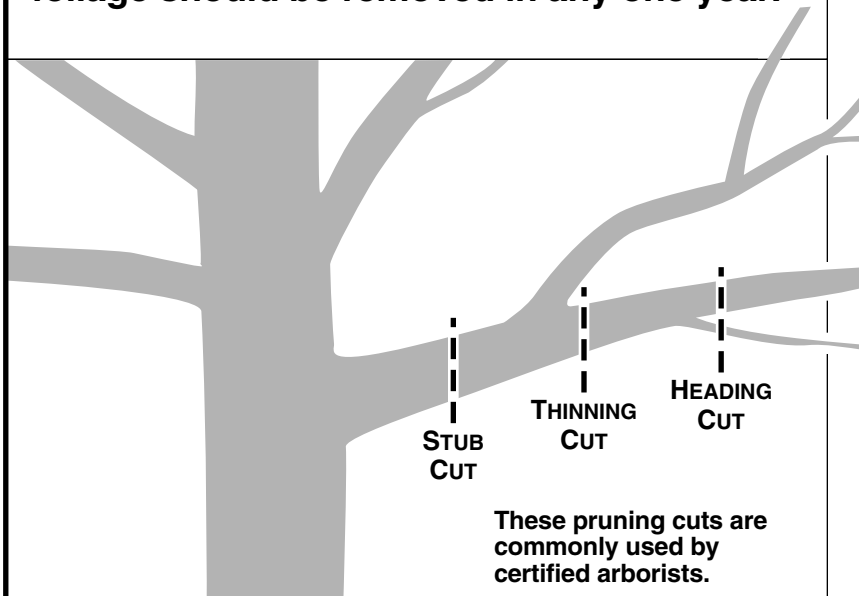 foliage should be removed in any one year.
STUB
CUT
THINNING
CUT
HEADING
CUT
These pruning cuts are
commonly used by
certified arborists.